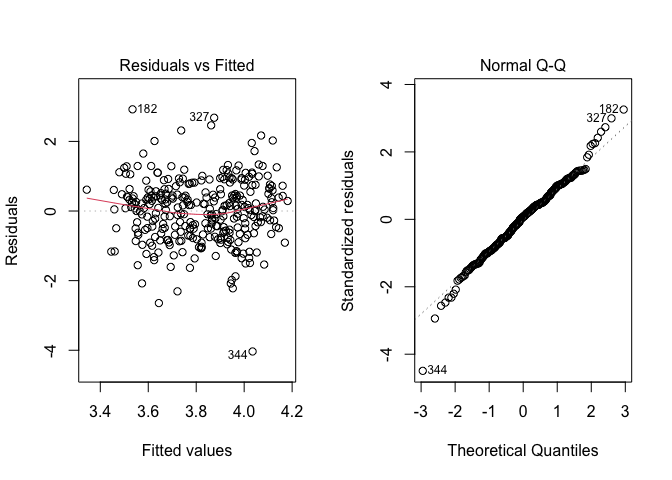 Residuals vs Fitted
Residuals
2
0
-2
-4
182
327
344
3.4 3.6 3.8 4.0 4.2
Fitted values
Normal Q-Q
Standardized residuals
4
2
0
-2
-4
182
327
344
-3 -2 -1 0 1 2 3
Theoretical Quantiles